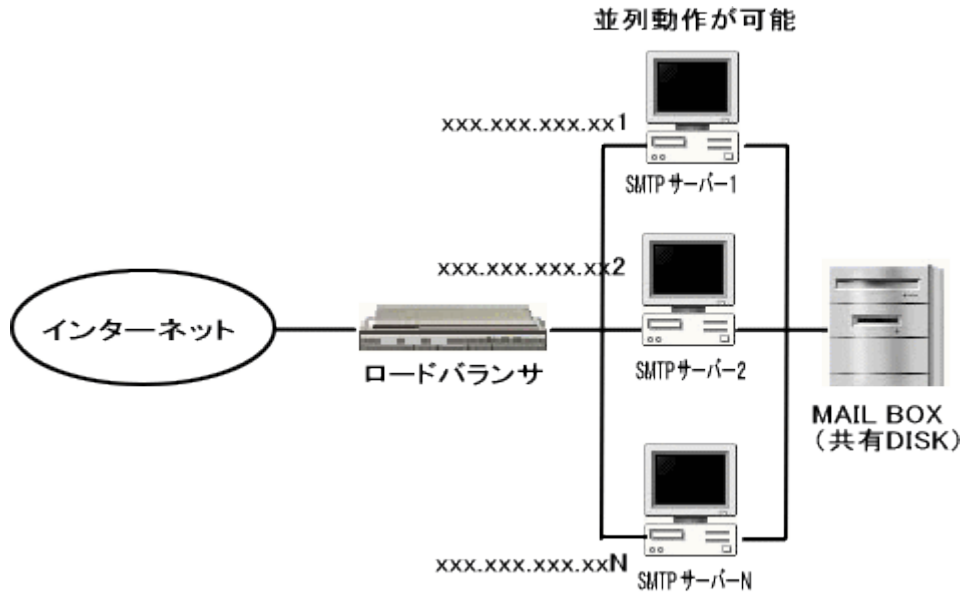 並列動作が可能
xxx.xxx.xxx.xx1
SMTPサーバー1
xxx.xxx.xxx.xx2
インターネット
ロードバランサ
SMTPサーバー2
MAIL BOX
(共有DISK)
xxx.xxx.xxx.xxN
SMTPサーバーN